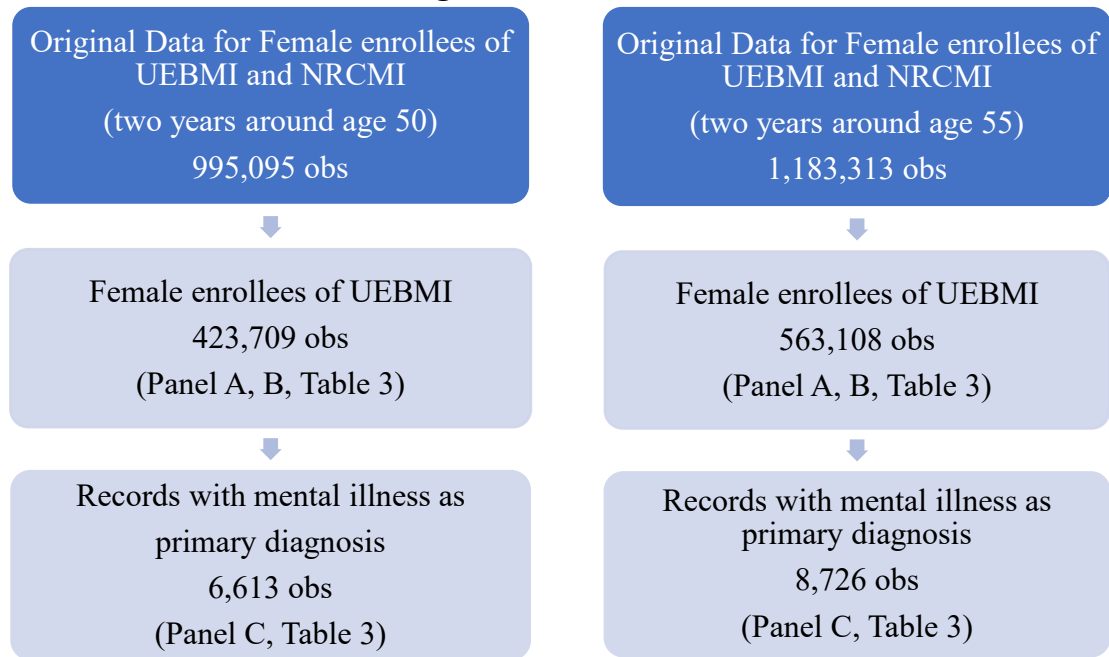 Original Data for Female enrollees of
UEBMI and NRCMI
(two years around age 50)
995,095 obs
Female enrollees of UEBMI
423,709 obs
(Panel A, B, Table 3)
Records with mental illness as
primary diagnosis
6,613 obs
(Panel C, Table 3)
Original Data for Female enrollees of
UEBMI and NRCMI
(two years around age 55)
1,183,313 obs
Female enrollees of UEBMI
563,108 obs
(Panel A, B, Table 3)
Records with mental illness as
primary diagnosis
8,726 obs
(Panel C, Table 3)